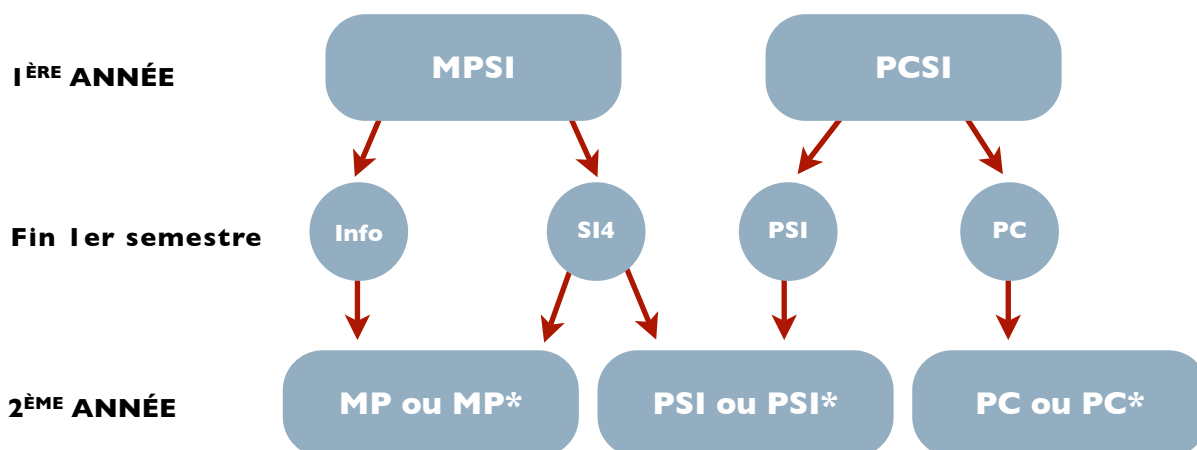 1ÈRE ANNÉE
MPSI
PCSI
Fin 1er semestre
Info
SI4
PSI
PC
2ÈME ANNÉE
MP ou MP*
PSI ou PSI*
PC ou PC*